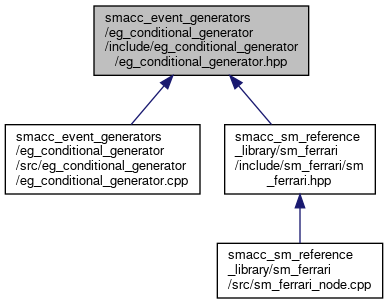 smacc_event_generators
/eg_conditional_generator
/include/eg_conditional_generator
/eg_conditional_generator.hpp
smacc_event_generators
/eg_conditional_generator
/src/eg_conditional_generator
/eg_conditional_generator.cpp
smacc_sm_reference
_library/sm_ferrari
/include/sm_ferrari/sm
_ferrari.hpp
smacc_sm_reference
_library/sm_ferrari
/src/sm_ferrari_node.cpp